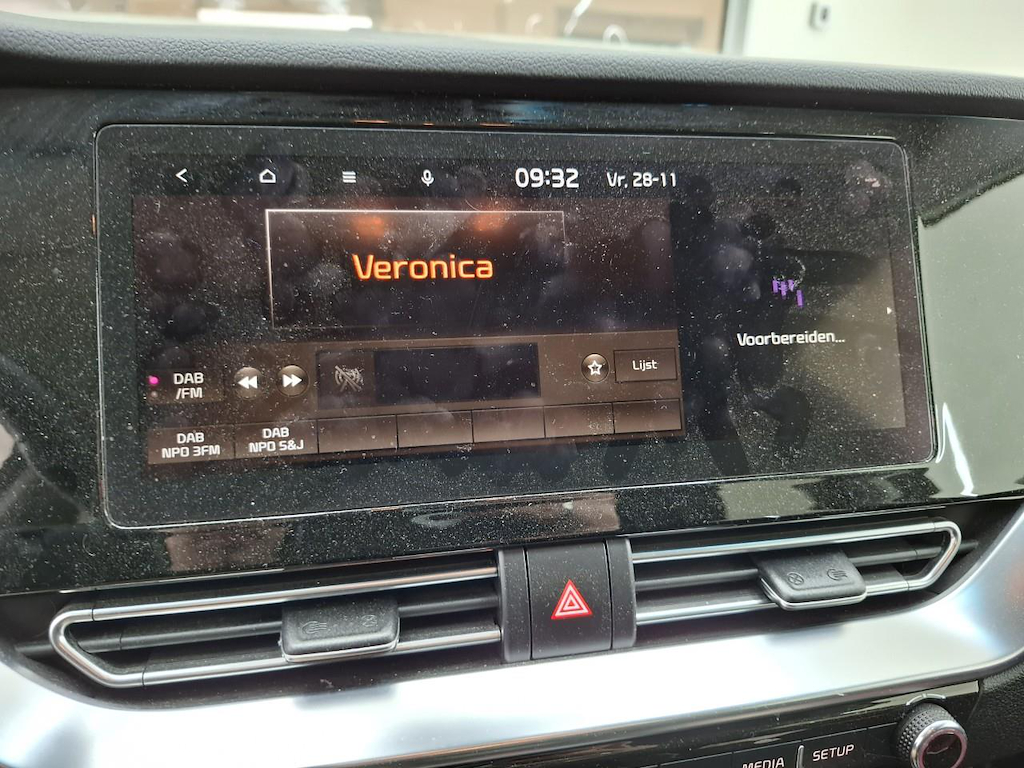 09:32 Vr, 28-11
Veronica
Voorbereiden...
DAB
/FM
Lijst
DAB
NPO 3FM
DAB
NPO S&J
MEDIA
SETUP